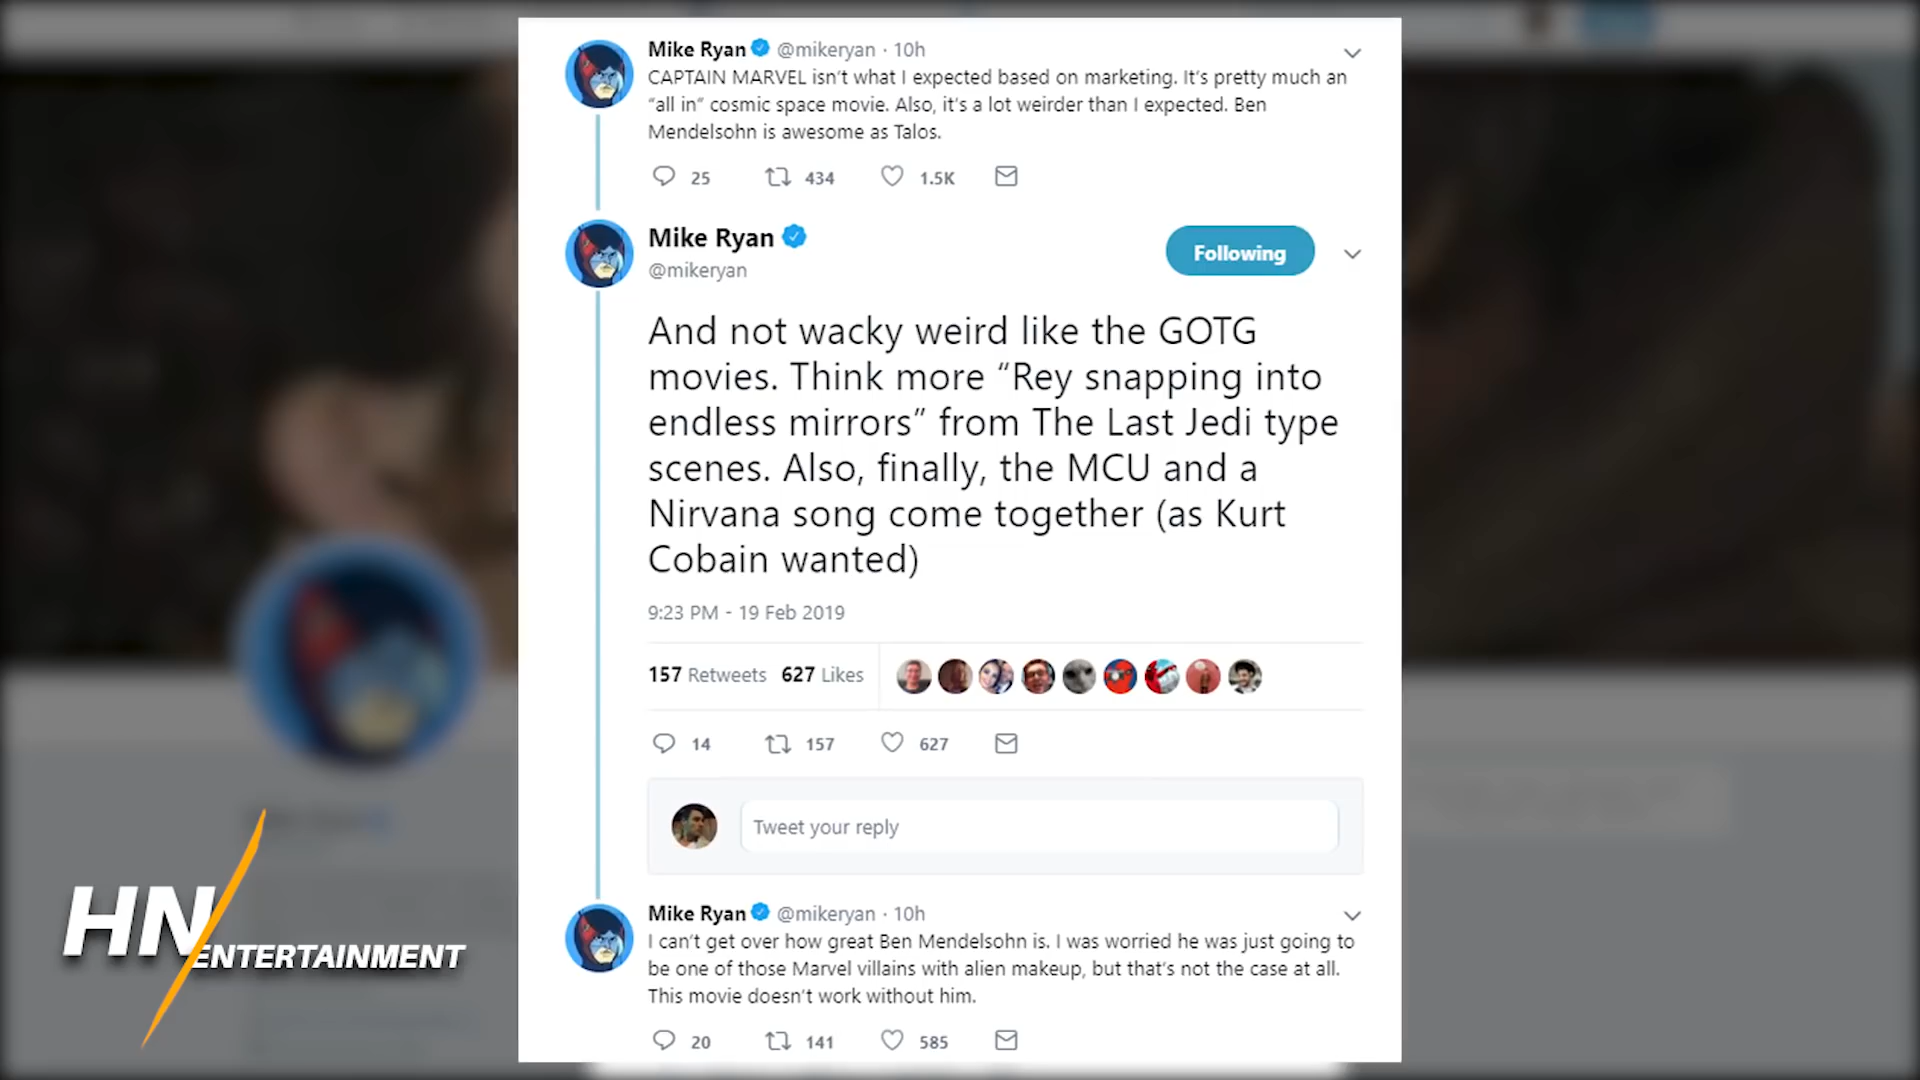 Mike Ryan @mikeryan · 10h
CAPTAIN MARVEL isn't what I expected based on marketing. It's pretty much an
“all in” cosmic space movie. Also, it's a lot weirder than I expected. Ben
Mendelsohn is awesome as Talos.
25 434 1.5K
Mike Ryan
Following
@mikeryan
And not wacky weird like the GOTG
movies. Think more “Rey snapping into
endless mirrors” from The Last Jedi type
scenes. Also, finally, the MCU and a
Nirvana song come together (as Kurt
Cobain wanted)
9:23 PM - 19 Feb 2019
157 Retweets 627 Likes
14 157 627
Tweet your reply
Mike Ryan @mikeryan · 10h
I can't get over how great Ben Mendelsohn is. I was worried he was just going to
be one of those Marvel villains with alien makeup, but that's not the case at all.
This movie doesn't work without him.
20 141 585
HN
ENTERTAINMENT